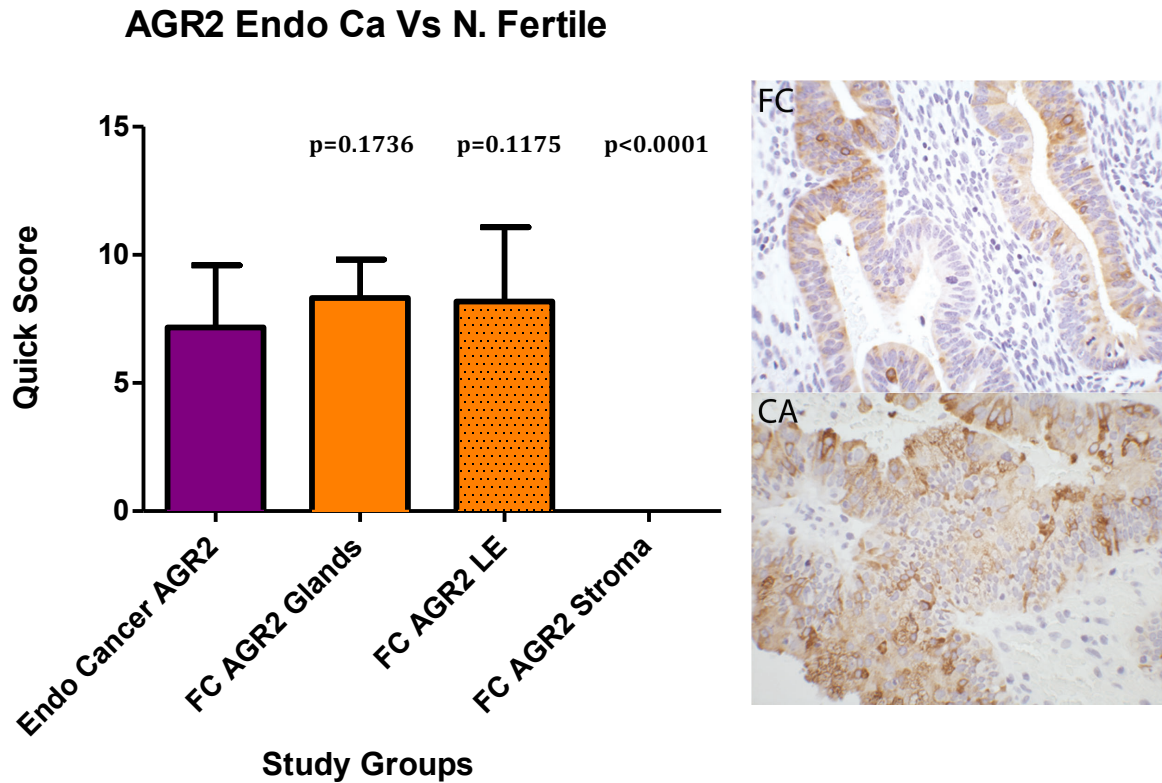 AGR2 Endo Ca Vs N. Fertile
Quick Score
15
10
5
0
p=0.1736
p=0.1175
p<0.0001
Endo Cancer AGR2
FC AGR2 Glands
FC AGR2 LE
FC AGR2 Stroma
Study Groups
FC
CA